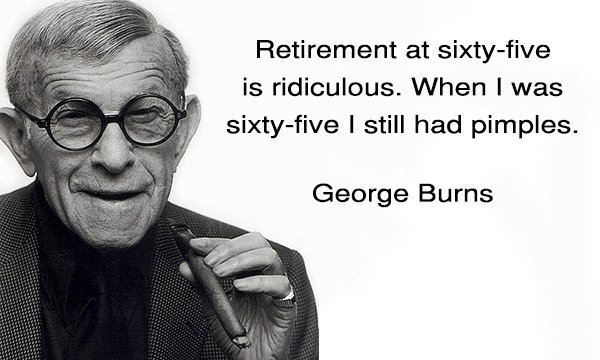 Retirement at sixty-five
is ridiculous. When I was
sixty-five I still had pimples.
George Burns